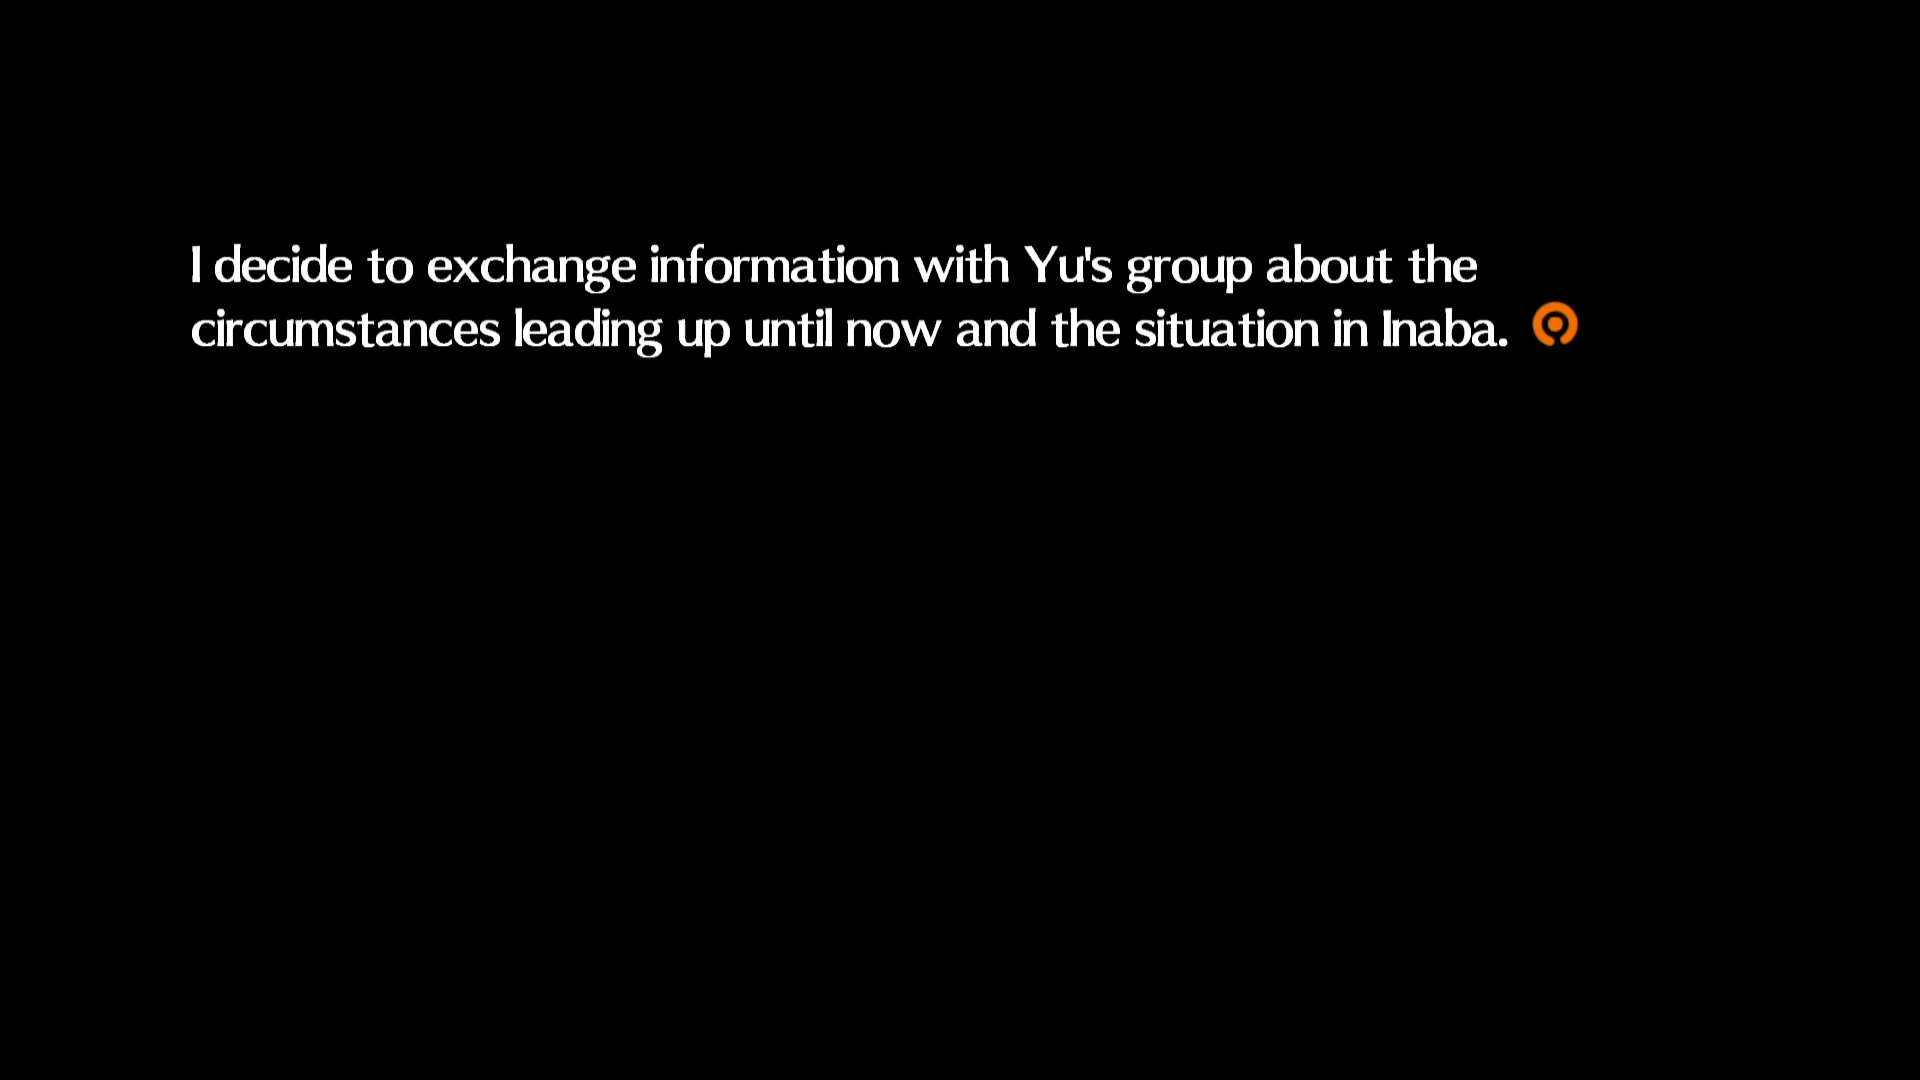 I decide to exchange information with Yu's group about the
circumstances leading up until now and the situation in Inaba.